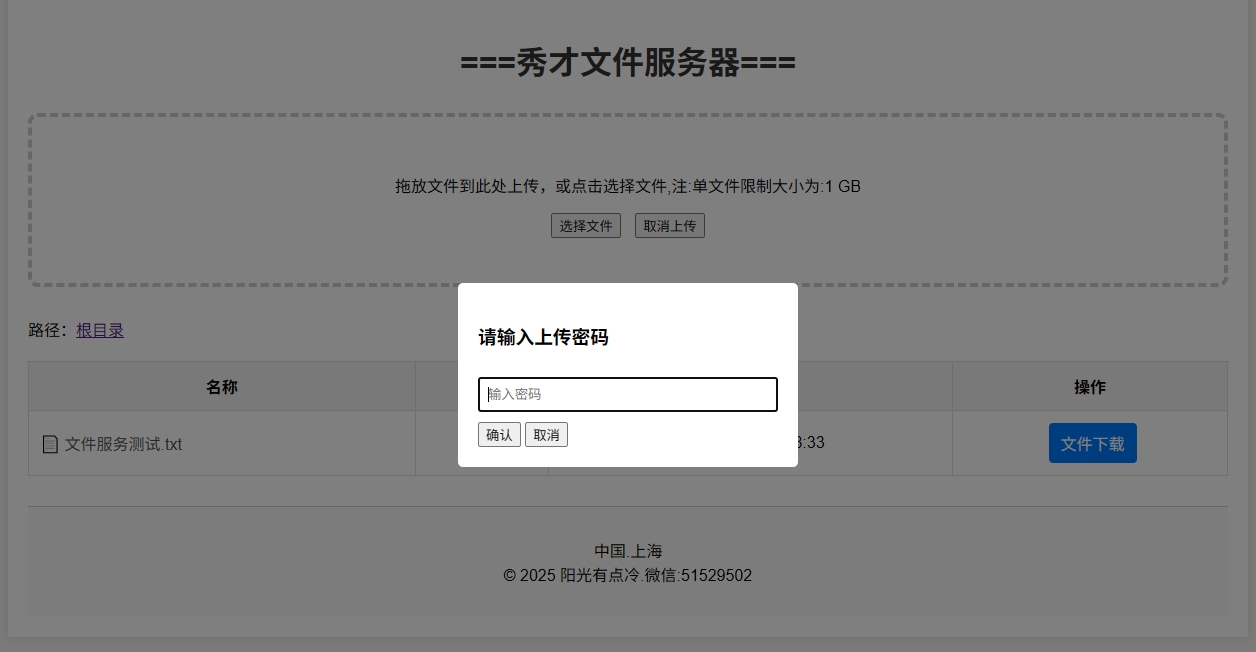 ===秀才文件服务器===
拖放文件到此处上传，或点击选择文件,注:单文件限制大小为:1 GB
选择文件 取消上传
请输入上传密码
路径：根目录
名称 操作
输入密码
确认 取消
文件服务测试.txt 3:33 文件下载
中国.上海
© 2025 阳光有点冷.微信:51529502